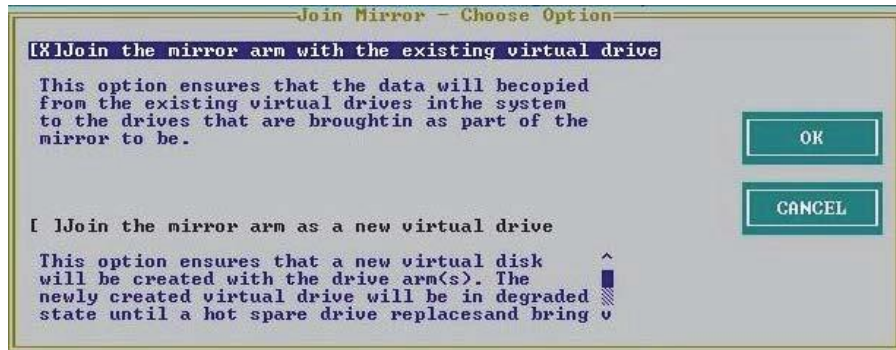 Join Mirror – Choose Option
[X]Join the mirror arm with the existing virtual drive
This option ensures that the data will becopied
from the existing virtual drives inthe system
to the drives that are broughtin as part of the
mirror to be.
OK
CANCEL
[ ]Join the mirror arm as a new virtual drive
This option ensures that a new virtual disk
will be created with the drive arm(s). The
newly created virtual drive will be in degraded
state until a hot spare drive replacesand bring